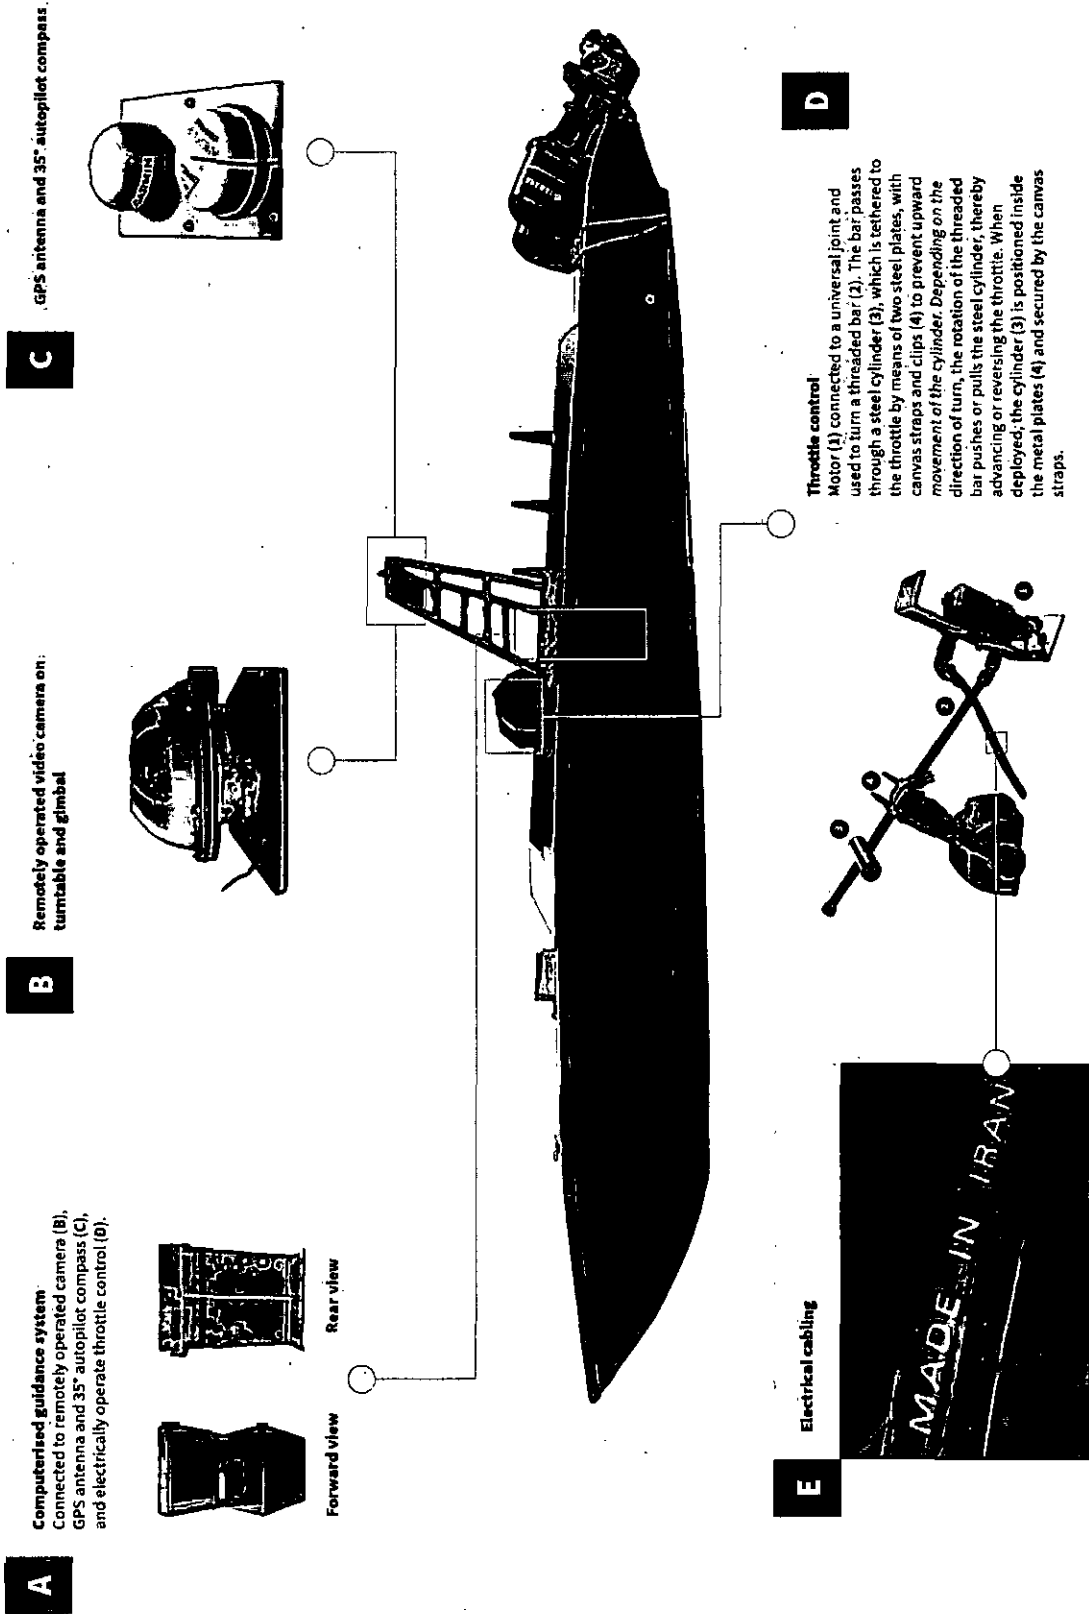 A
Computerised guidance system
Connected to remotely operated camera (B),
GPS antenna and 35° autopilot compass (C),
and electrically operate throttle control (D).
Forward view
Rear view
B
Remotely operated video camera on:
turntable and gimbal
C
GPS antenna and 35° autopilot compass
GARMIN
YAMAHA
D
Throttle control
Motor (1) connected to a universal joint and
used to turn a threaded bar (2). The bar passes
through a steel cylinder (3), which is tethered to
the throttle by means of two steel plates, with
canvas straps and clips (4) to prevent upward
movement of the cylinder. Depending on the
direction of turn, the rotation of the threaded
bar pushes or pulls the steel cylinder, thereby
advancing or reversing the throttle. When
deployed; the cylinder (3) is positioned inside
the metal plates (4) and secured by the canvas
straps.
3
4
2
1
E
Electrical cabling
MADE IN IRAN